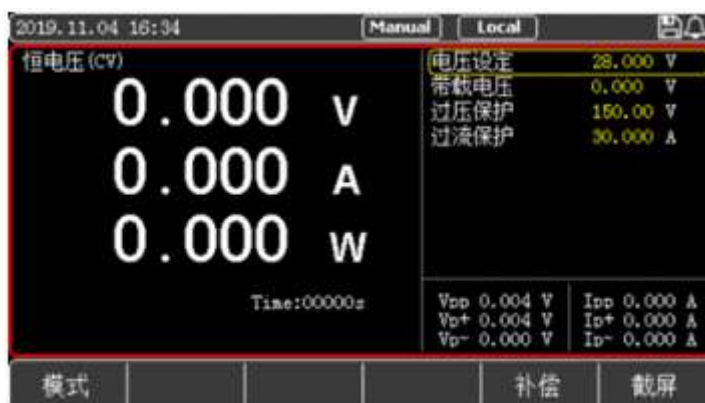 2019.11.04 16:34 Manual Local
恒电压(CV)
0.000 V
0.000 A
0.000 W
Time:00000s
电压设定 28.000 V
带载电压 0.000 V
过压保护 150.00 V
过流保护 30.000 A
Vpp 0.004 V
Vp+ 0.004 V
Vp- 0.000 V
Ipp 0.000 A
Ip+ 0.000 A
Ip- 0.000 A
模式 补偿 截屏